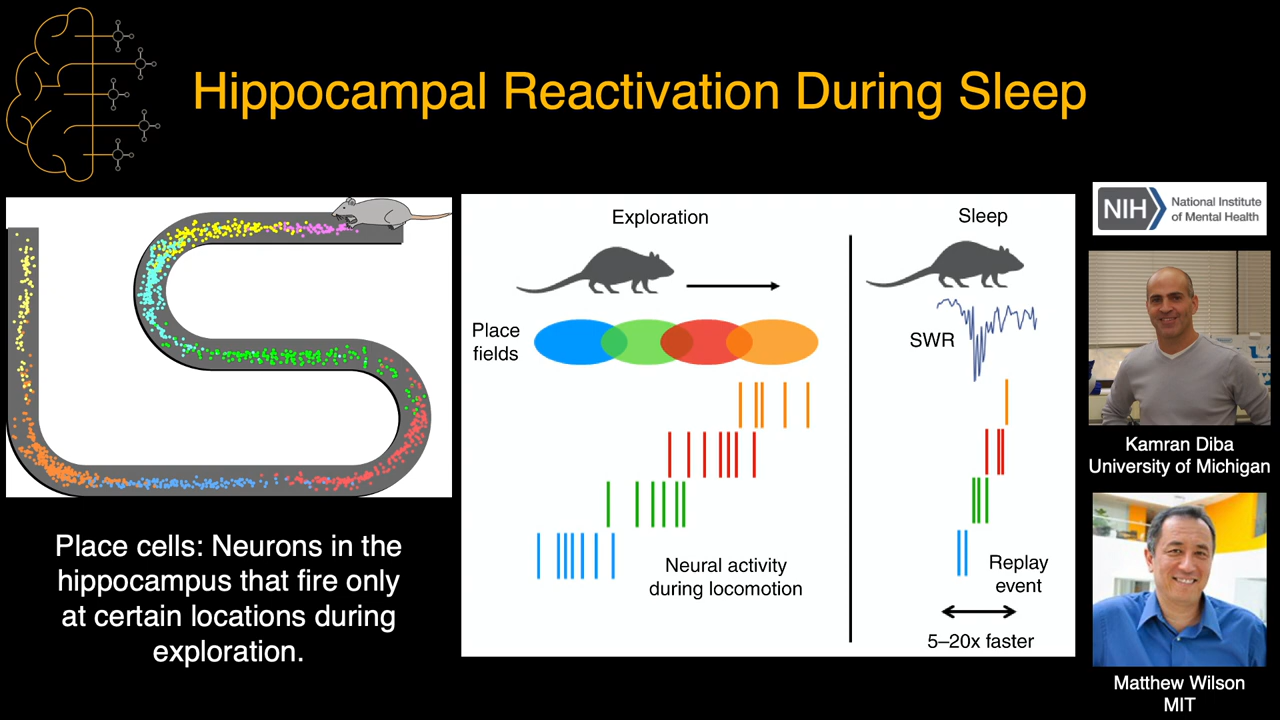 Hippocampal Reactivation During Sleep
Place cells: Neurons in the
hippocampus that fire only
at certain locations during
exploration.
Exploration
Place
fields
Neural activity
during locomotion
Sleep
SWR
Replay
event
5–20x faster
NIH
National Institute
of Mental Health
Kamran Diba
University of Michigan
Matthew Wilson
MIT